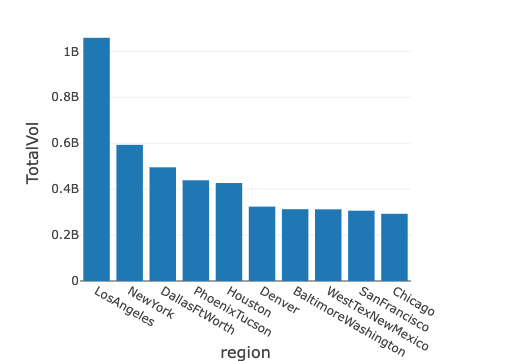 1B
0.8B
0.6B
0.4B
0.2B
0
TotalVol
LosAngeles
NewYork
DallasFtWorth
PhoenixTucson
Houston
Denver
BaltimoreWashington
WestTexNewMexico
SanFrancisco
Chicago
region